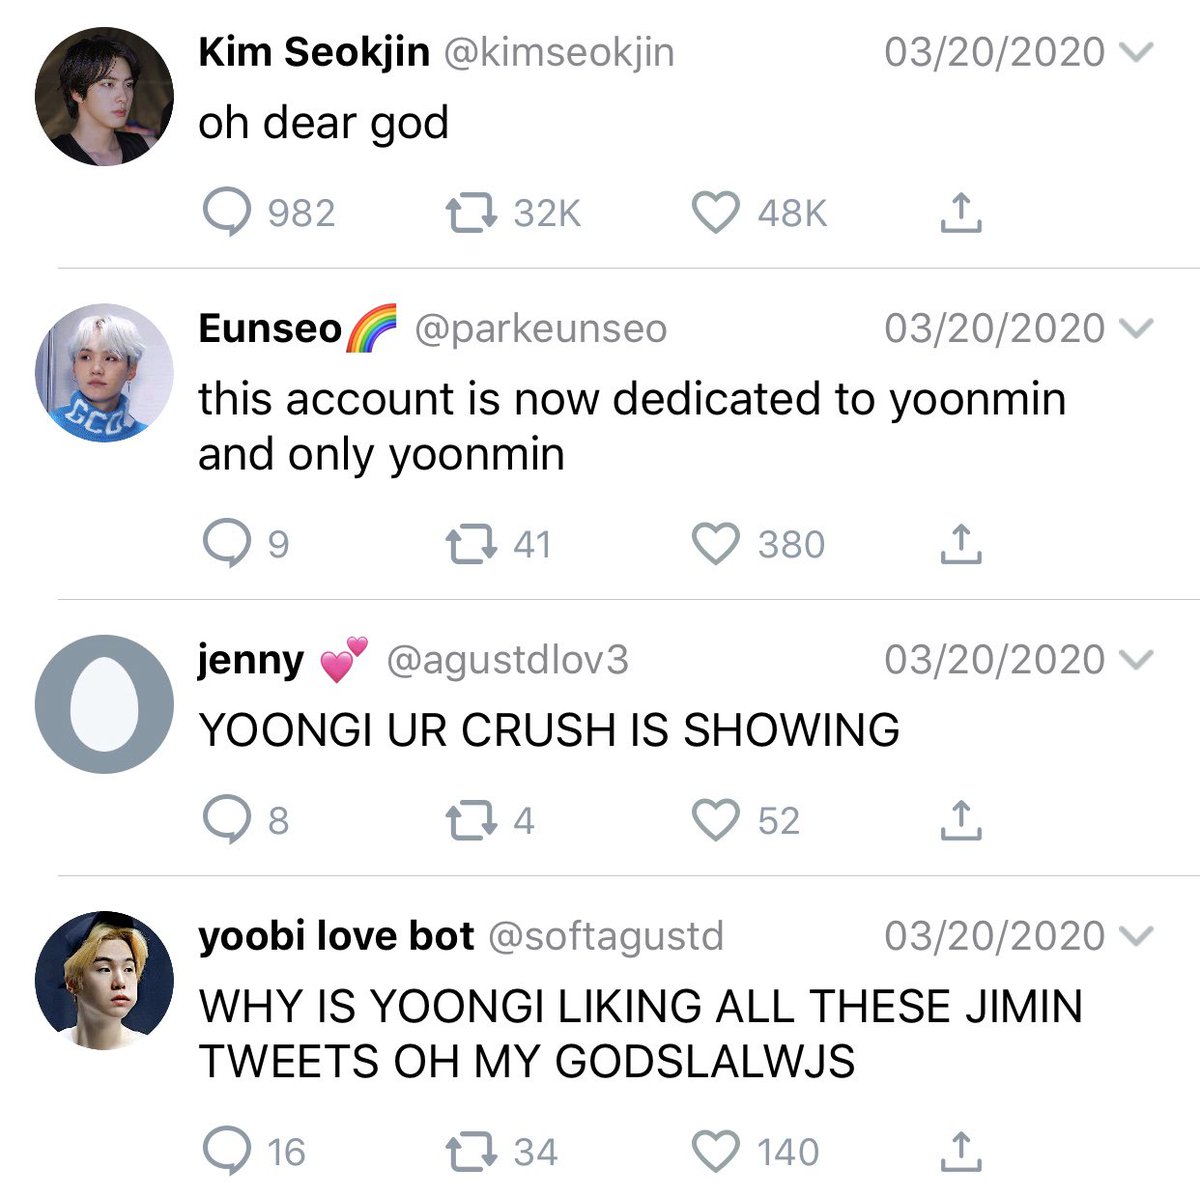 Kim Seokjin @kimseokjin 03/20/2020
oh dear god
982 32K 48K
Eunseo🌈 @parkeunseo 03/20/2020
this account is now dedicated to yoonmin
and only yoonmin
9 41 380
jenny 💕 @agustdlov3 03/20/2020
YOONGI UR CRUSH IS SHOWING
8 4 52
yoobi love bot @softagustd 03/20/2020
WHY IS YOONGI LIKING ALL THESE JIMIN
TWEETS OH MY GODSLALWJS
16 34 140